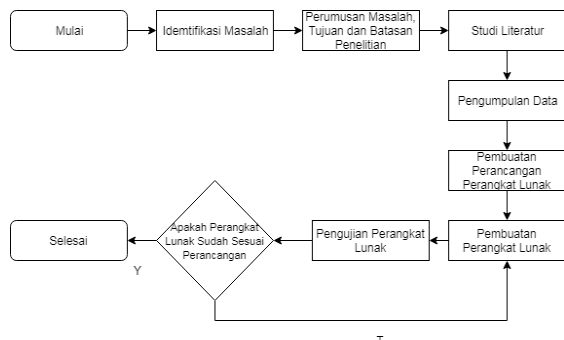 Mulai
Idemtifikasi Masalah
Perumusan Masalah,
Tujuan dan Batasan
Penelitian
Studi Literatur
Pengumpulan Data
Pembuatan
Perancangan
Perangkat Lunak
Pembuatan
Perangkat Lunak
Pengujian Perangkat
Lunak
Apakah Perangkat
Lunak Sudah Sesuai
Perancangan
Selesai
Y
T